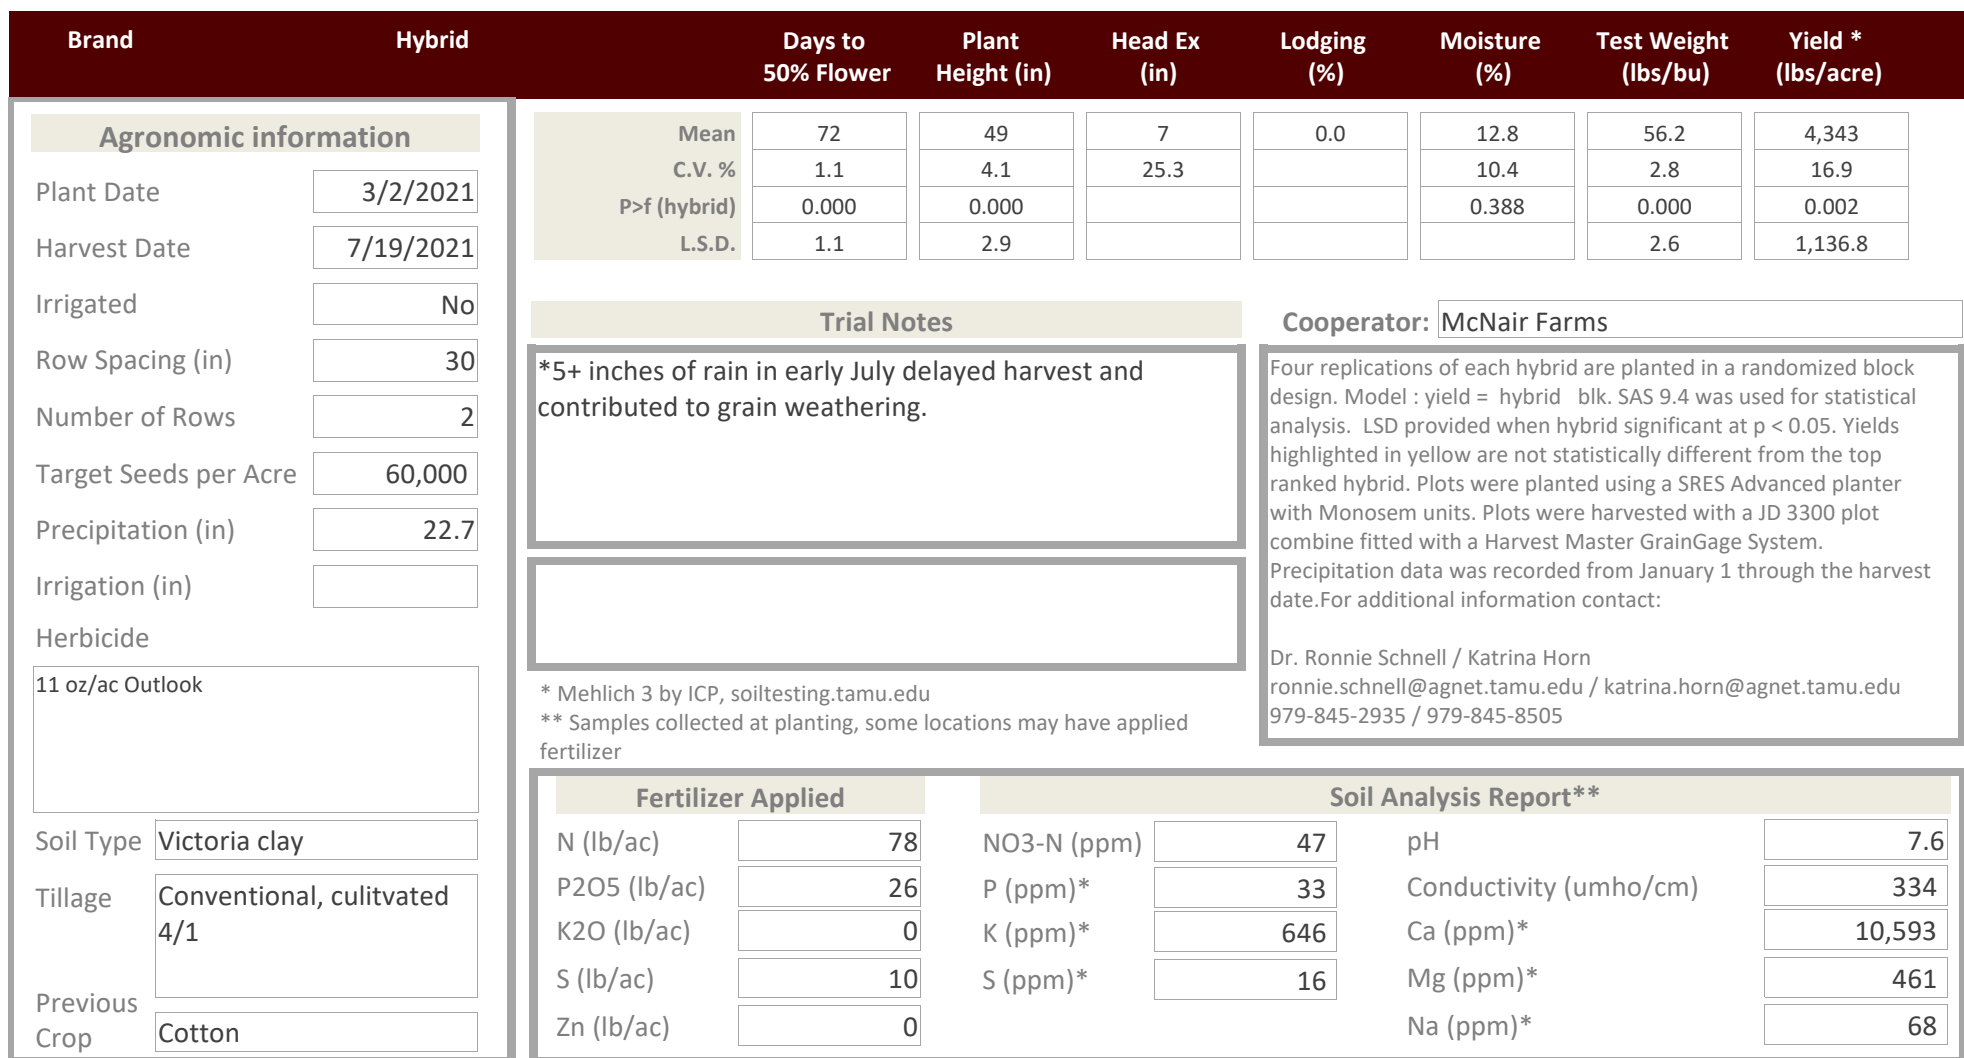 Brand Hybrid Days to 50% Flower Plant Height (in) Head Ex (in) Lodging (%) Moisture (%) Test Weight (lbs/bu) Yield * (lbs/acre)
Agronomic information
Plant Date 3/2/2021
Harvest Date 7/19/2021
Irrigated No
Row Spacing (in) 30
Number of Rows 2
Target Seeds per Acre 60,000
Precipitation (in) 22.7
Irrigation (in)
Herbicide
11 oz/ac Outlook
Soil Type Victoria clay
Tillage Conventional, culitvated
4/1
Previous
Crop Cotton
Mean 72 49 7 0.0 12.8 56.2 4,343
C.V. % 1.1 4.1 25.3 10.4 2.8 16.9
P>f (hybrid) 0.000 0.000 0.388 0.000 0.002
L.S.D. 1.1 2.9 2.6 1,136.8
Trial Notes
*5+ inches of rain in early July delayed harvest and
contributed to grain weathering.
* Mehlich 3 by ICP, soiltesting.tamu.edu
** Samples collected at planting, some locations may have applied
fertilizer
Cooperator: McNair Farms
Four replications of each hybrid are planted in a randomized block
design. Model : yield = hybrid blk. SAS 9.4 was used for statistical
analysis. LSD provided when hybrid significant at p < 0.05. Yields
highlighted in yellow are not statistically different from the top
ranked hybrid. Plots were planted using a SRES Advanced planter
with Monosem units. Plots were harvested with a JD 3300 plot
combine fitted with a Harvest Master GrainGage System.
Precipitation data was recorded from January 1 through the harvest
date.For additional information contact:
Dr. Ronnie Schnell / Katrina Horn
ronnie.schnell@agnet.tamu.edu / katrina.horn@agnet.tamu.edu
979-845-2935 / 979-845-8505
Fertilizer Applied
N (lb/ac) 78
P2O5 (lb/ac) 26
K2O (lb/ac) 0
S (lb/ac) 10
Zn (lb/ac) 0
Soil Analysis Report**
NO3-N (ppm) 47
P (ppm)* 33
K (ppm)* 646
S (ppm)* 16
pH 7.6
Conductivity (umho/cm) 334
Ca (ppm)* 10,593
Mg (ppm)* 461
Na (ppm)* 68